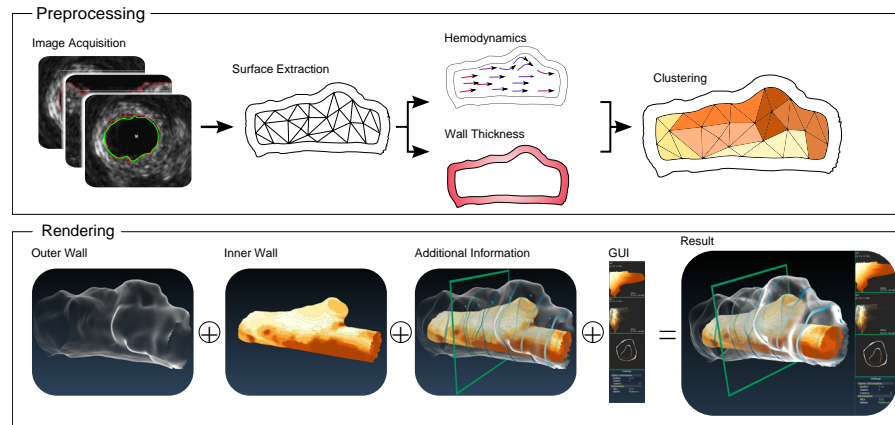 Preprocessing
Image Acquisition
Surface Extraction
Hemodynamics
Wall Thickness
Clustering
Rendering
Outer Wall
Inner Wall
Additional Information
GUI
Result